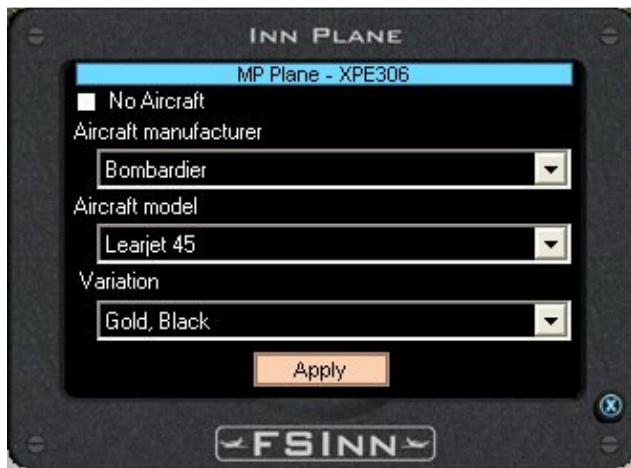 INN PLANE
MP Plane - XPE306
No Aircraft
Aircraft manufacturer
Bombardier
Aircraft model
Learjet 45
Variation
Gold, Black
Apply
FSINN